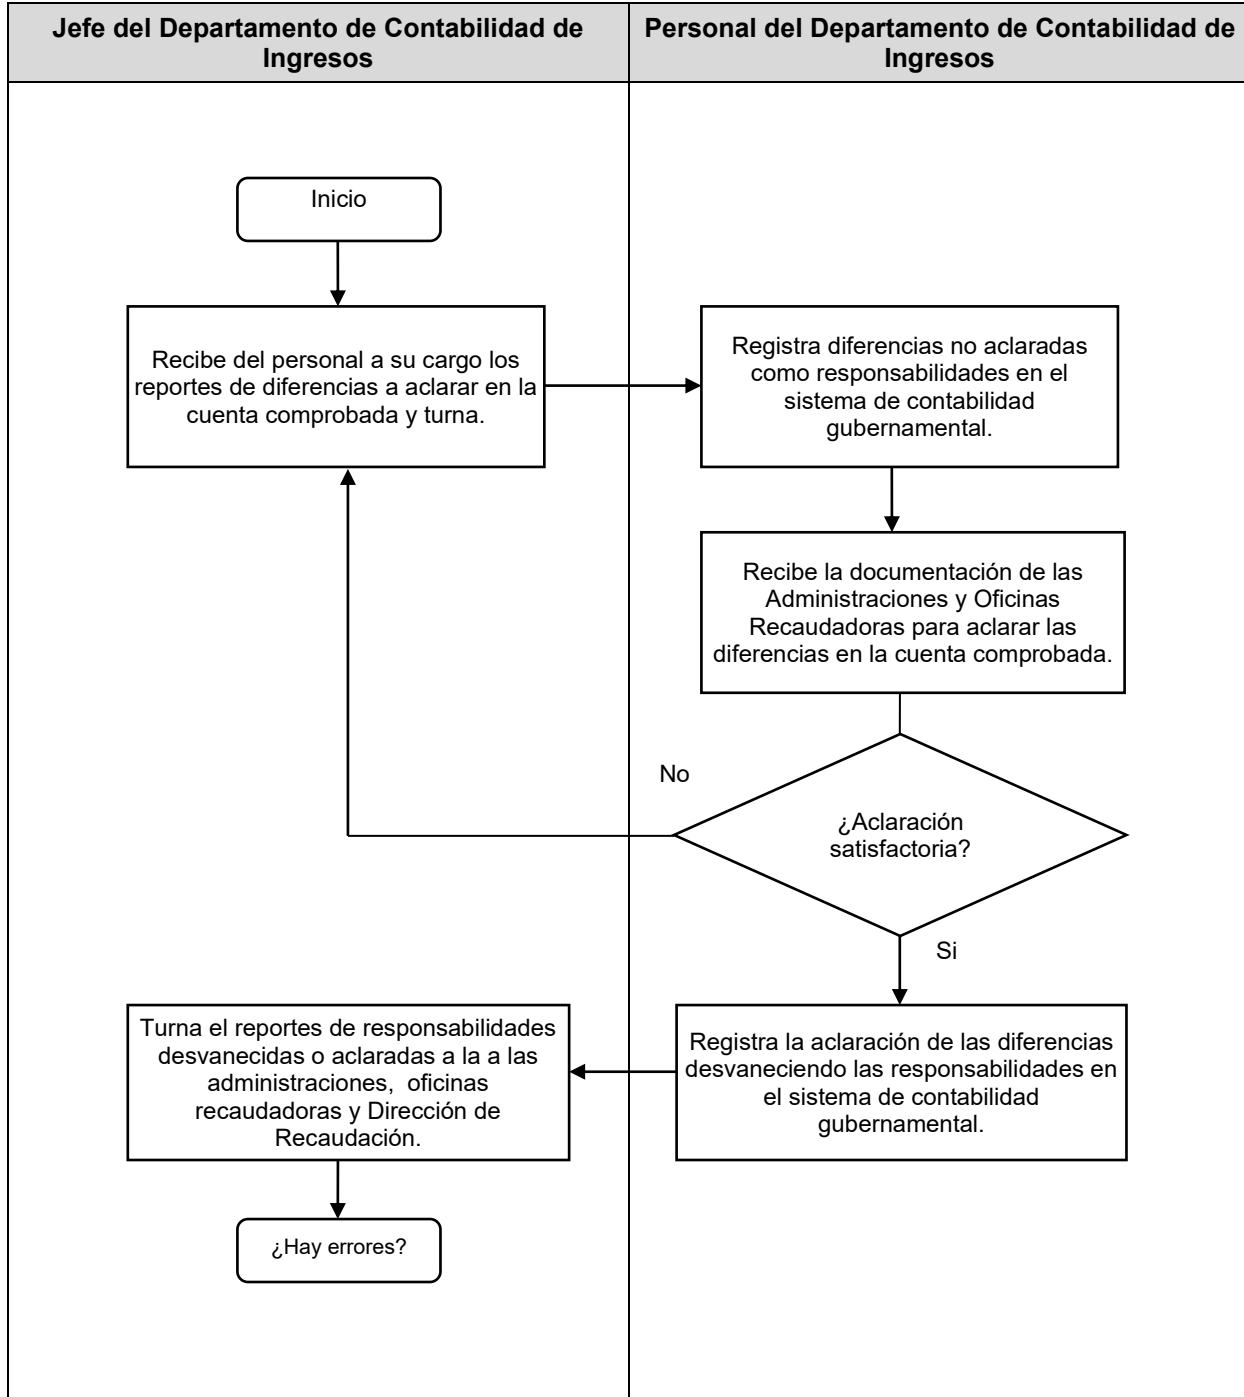 Jefe del Departamento de Contabilidad de
Ingresos
Personal del Departamento de Contabilidad de
Ingresos
Inicio
Recibe del personal a su cargo los
reportes de diferencias a aclarar en la
cuenta comprobada y turna.
Registra diferencias no aclaradas
como responsabilidades en el
sistema de contabilidad
gubernamental.
Recibe la documentación de las
Administraciones y Oficinas
Recaudadoras para aclarar las
diferencias en la cuenta comprobada.
No
¿Aclaración
satisfactoria?
Si
Registra la aclaración de las diferencias
desvaneciendo las responsabilidades en
el sistema de contabilidad
gubernamental.
Turna el reportes de responsabilidades
desvanecidas o aclaradas a la a las
administraciones, oficinas
recaudadoras y Dirección de
Recaudación.
¿Hay errores?